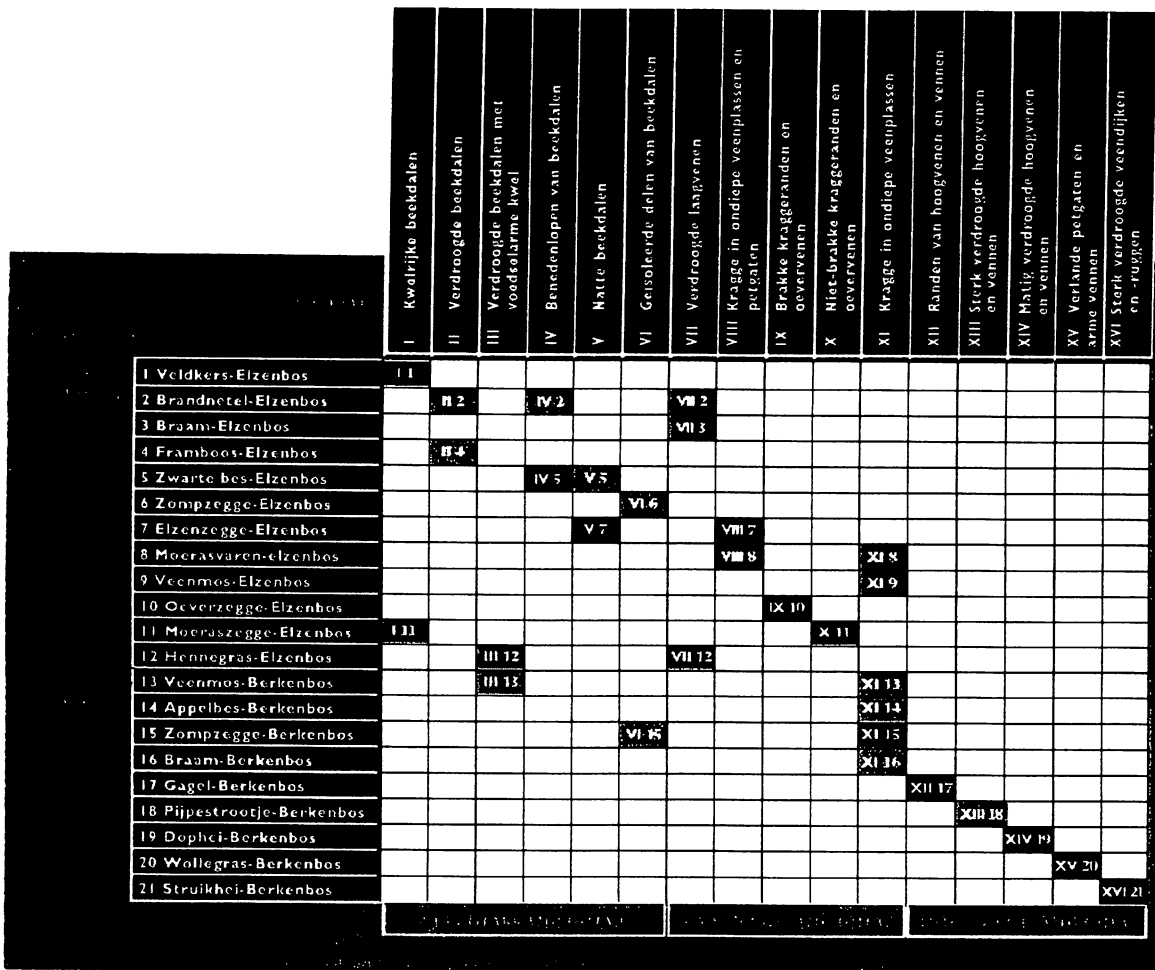 I Kwelrijke beekdalen
II Verdroogde beekdalen
III Verdroogde beekdalen met
voedselarme kwel
IV Benedenlopen van beekdalen
V Natte beekdalen
VI Geïsoleerde delen van beekdalen
VII Verdroogde laagvenen
VIII Kragge in ondiepe veenplassen en
petgaten
IX Brakke kraggeranden en
oevervenen
X Niet-brakke kraggeranden en
oevervenen
XI Kragge in ondiepe veenplassen
XII Randen van hoogvenen en vennen
XIII Sterk verdroogde hoogvenen
en vennen
XIV Matig verdroogde hoogvenen
en vennen
XV Verlande petgaten en
arme vennen
XVI Sterk verdroogde veendijken
en -ruggen
1 Veldkers-Elzenbos I 1
2 Brandnetel-Elzenbos II 2 IV 2 VII 2
3 Braam-Elzenbos VII 3
4 Framboos-Elzenbos II 4
5 Zwarte bes-Elzenbos IV 5 V 5
6 Zompzegge-Elzenbos VI 6
7 Elzenzegge-Elzenbos V 7 VIII 7
8 Moerasvaren-elzenbos VIII 8 XI 8
9 Veenmos-Elzenbos XI 9
10 Oeverzegge-Elzenbos IX 10
11 Moeraszegge-Elzenbos I 11 X 11
12 Hennegras-Elzenbos III 12 VII 12
13 Veenmos-Berkenbos III 13 XI 13
14 Appelbes-Berkenbos XI 14
15 Zompzegge-Berkenbos VI 15 XI 15
16 Braam-Berkenbos XI 16
17 Gagel-Berkenbos XII 17
18 Pijpestrootje-Berkenbos XIII 18
19 Dophei-Berkenbos XIV 19
20 Wollegras-Berkenbos XV 20
21 Struikhei-Berkenbos XVI 21